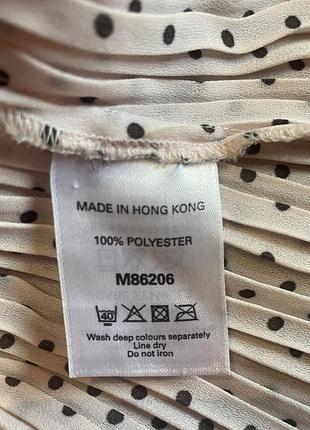 MADE IN HONG KONG
100% POLYESTER
M86206
40
Wash deep colours separately
Line dry
Do not iron